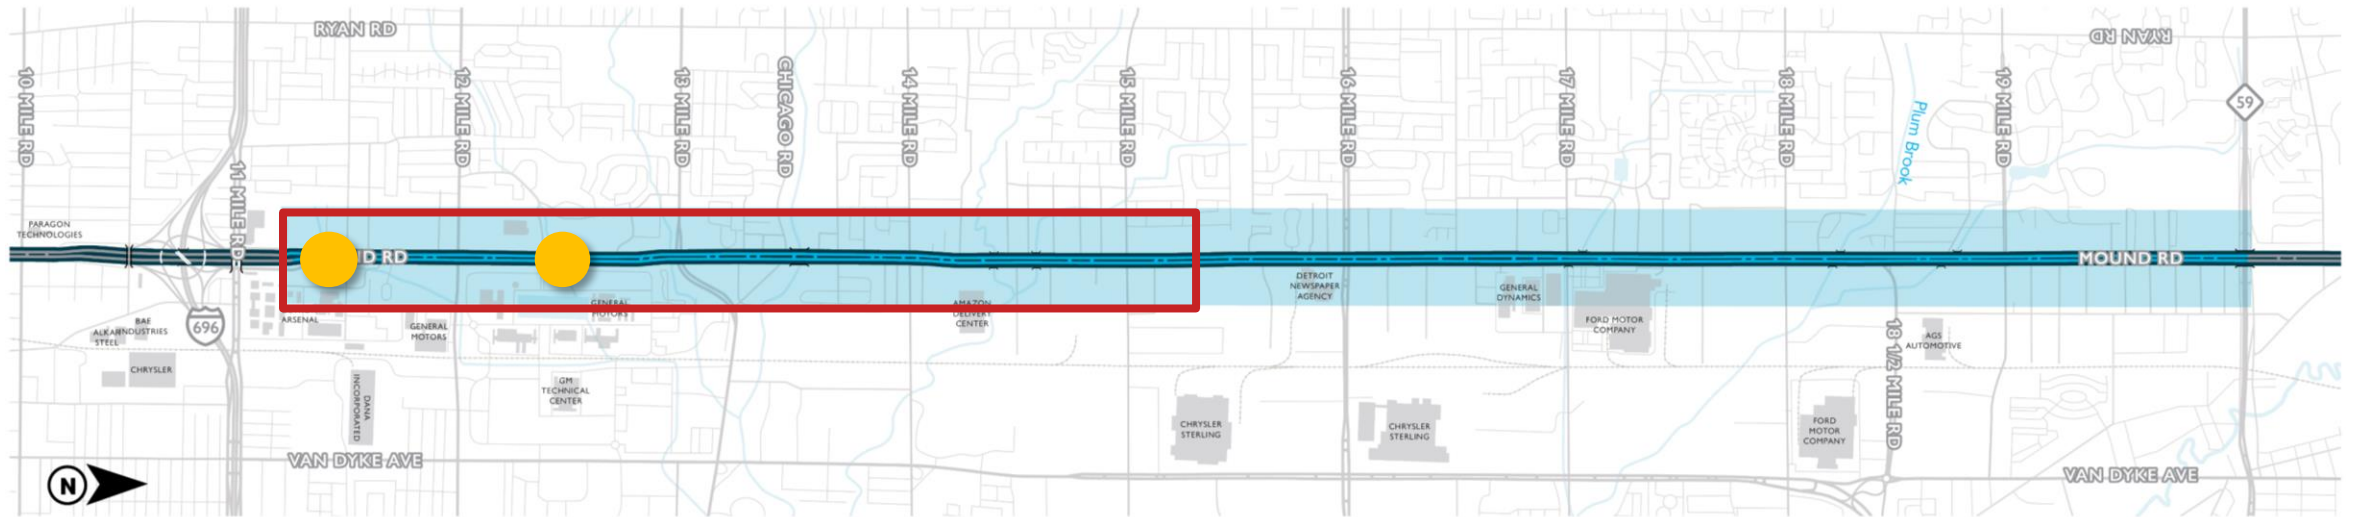 RYAN RD
RYAN RD
10 MILE RD
11 MILE RD
12 MILE RD
13 MILE RD
CHICAGO RD
14 MILE RD
15 MILE RD
16 MILE RD
17 MILE RD
18 MILE RD
Plum Brook
19 MILE RD
59
PARAGON
TECHNOLOGIES
D RD
MOUND RD
DETROIT
NEWSPAPER
AGENCY
GENERAL
DYNAMICS
FORD MOTOR
COMPANY
18 1/2 MILE RD
AGS
AUTOMOTIVE
BAE
INDUSTRIES
STEEL
696
ARSENAL
GENERAL
MOTORS
GENERAL
MOTORS
AMAZON
DELIVERY
CENTER
CHRYSLER
DANA
INCORPORATED
GM
TECHNICAL
CENTER
CHRYSLER
STERLING
CHRYSLER
STERLING
FORD
MOTOR
COMPANY
VAN DYKE AVE
VAN DYKE AVE
N